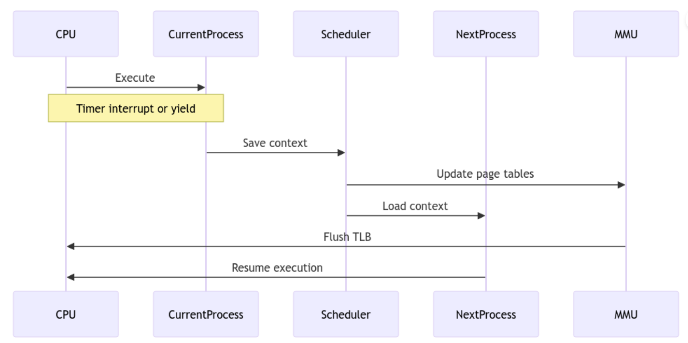 CPU
CurrentProcess
Scheduler
NextProcess
MMU
Execute
Timer interrupt or yield
Save context
Update page tables
Load context
Flush TLB
Resume execution
CPU
CurrentProcess
Scheduler
NextProcess
MMU